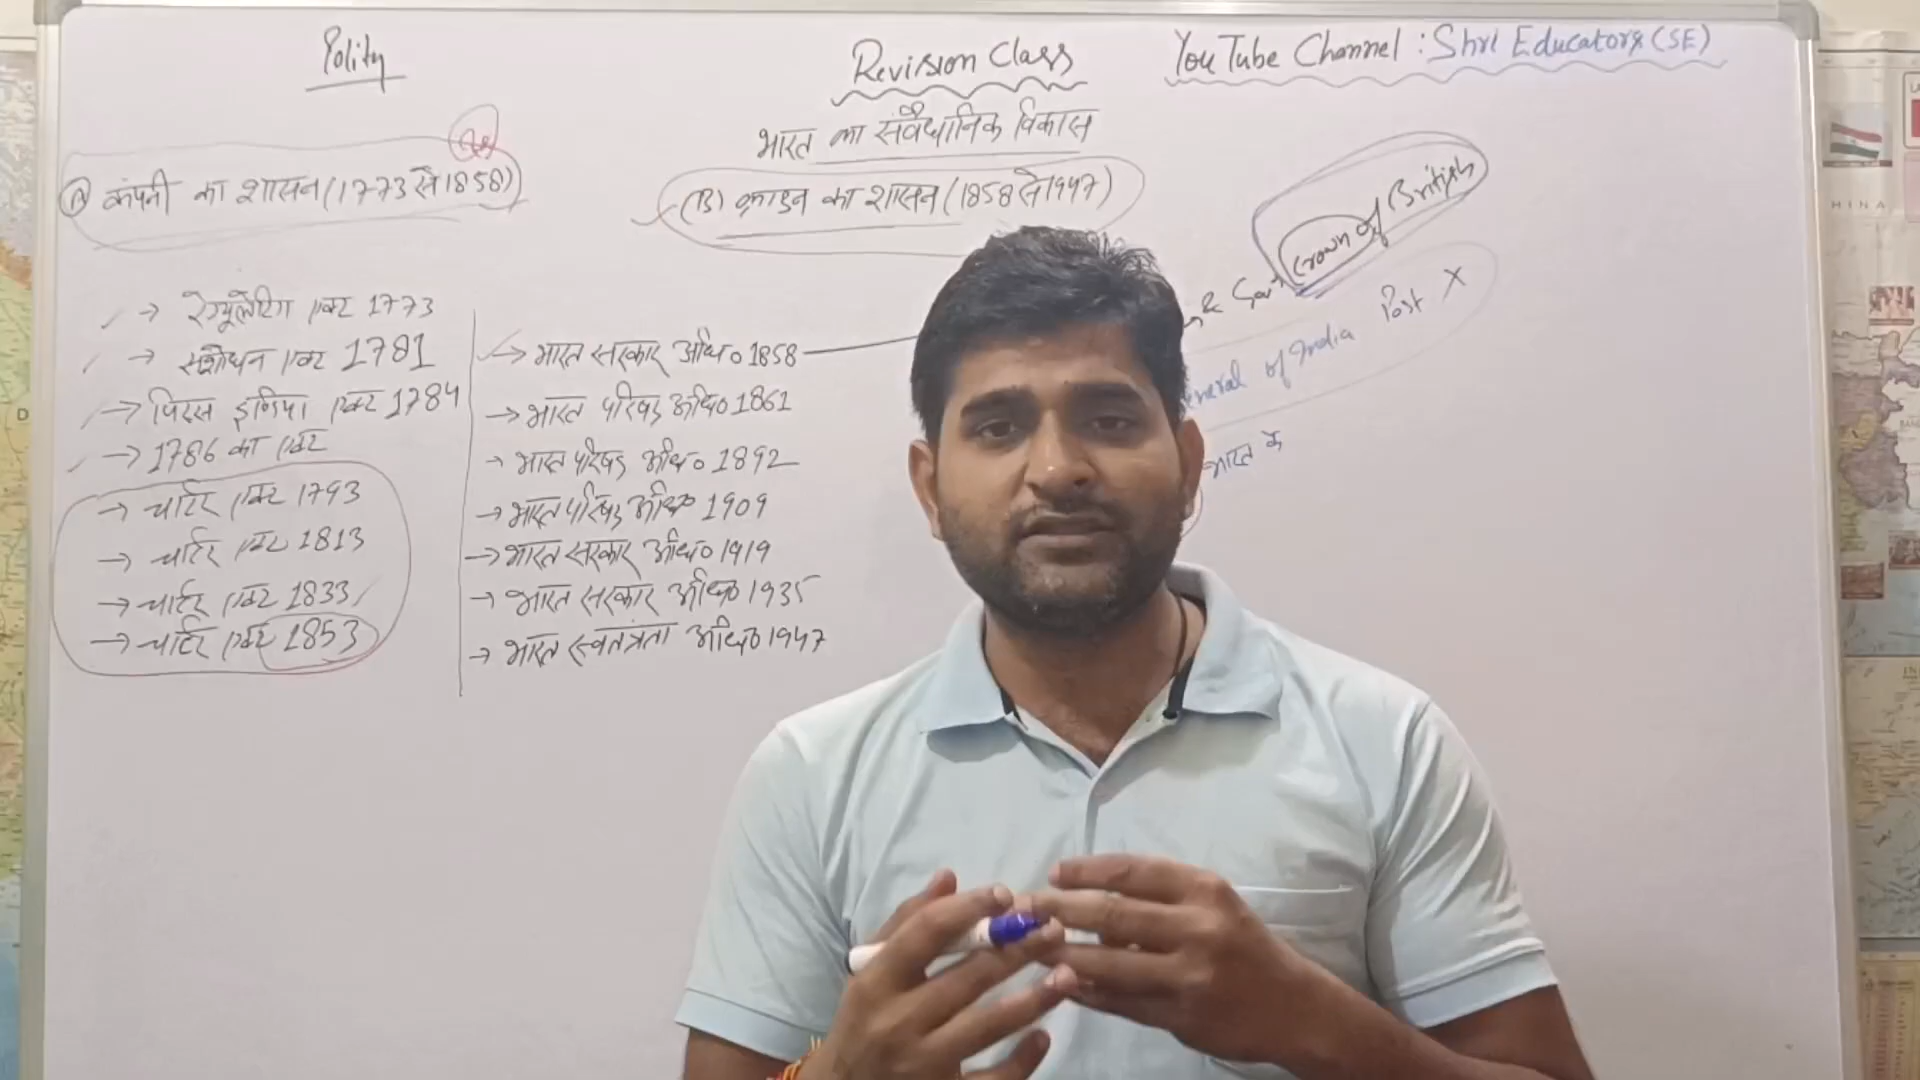 Polity
Revision Class
YouTube Channel : Shri Educators (SE)
भारत का संवैधानिक विकास
(A) कंपनी का शासन (1773 से 1858)
(B) क्राउन का शासन (1858 से 1947)
→ रेग्यूलेटिंग एक्ट 1773
→ संशोधन एक्ट 1781
→ पिट्स इण्डिया एक्ट 1784
→ 1786 का एक्ट
→ चार्टर एक्ट 1793
→ चार्टर एक्ट 1813
→ चार्टर एक्ट 1833
→ चार्टर एक्ट 1853
→ भारत सरकार अधि० 1858
→ भारत परिषद अधि० 1861
→ भारत परिषद अधि० 1892
→ भारत परिषद अधि० 1909
→ भारत सरकार अधि० 1919
→ भारत सरकार अधि० 1935
→ भारत स्वतंत्रता अधि० 1947
Crown of British
eneral of India Post X
भारत के
CHINA